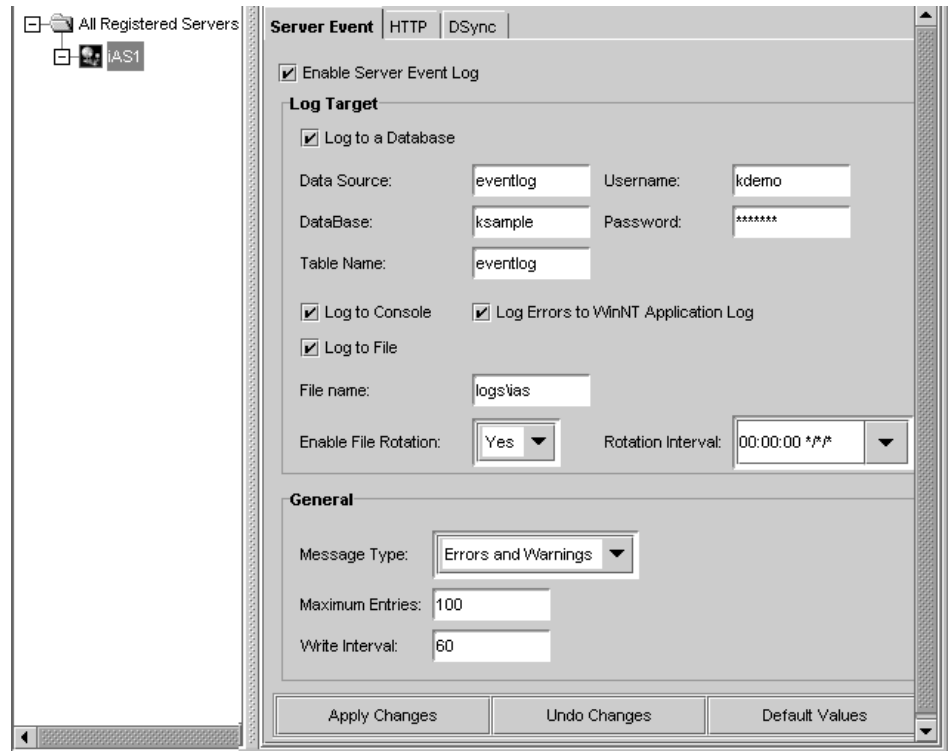 All Registered Servers
iAS1
Server Event HTTP DSync
Enable Server Event Log
Log Target
Log to a Database
Data Source: eventlog Username: kdemo
DataBase: ksample Password: *******
Table Name: eventlog
Log to Console Log Errors to WinNT Application Log
Log to File
File name: logs\ias
Enable File Rotation: Yes Rotation Interval: 00:00:00 */*/*
General
Message Type: Errors and Warnings
Maximum Entries: 100
Write Interval: 60
Apply Changes Undo Changes Default Values